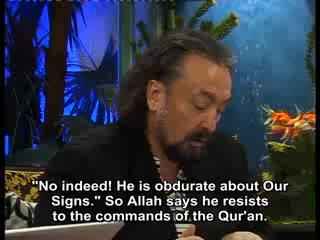 "No indeed! He is obdurate about Our
Signs." So Allah says he resists
to the commands of the Qur'an.